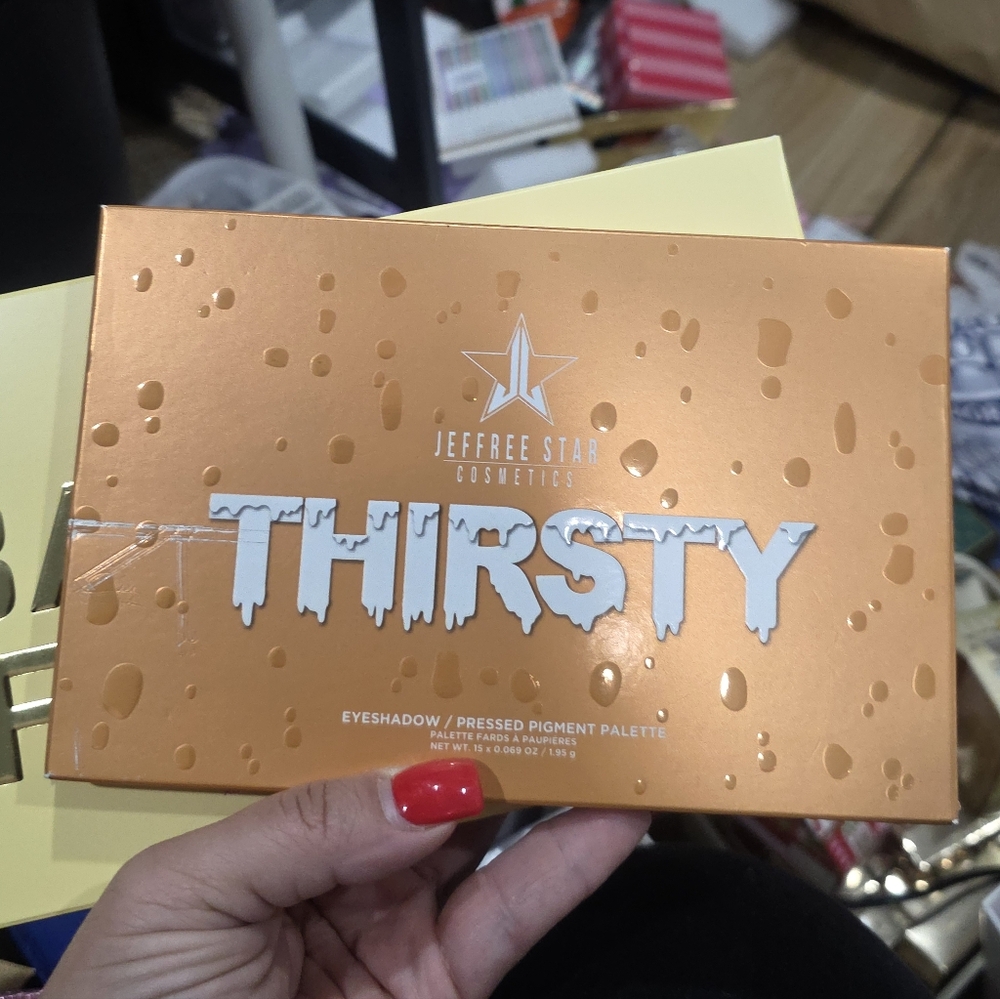 JEFFREE STAR
COSMETICS
THIRSTY
EYESHADOW / PRESSED PIGMENT PALETTE
PALETTE FARDS À PAUPIÈRES
NET WT. 15 x 0.069 OZ / 1.95 g